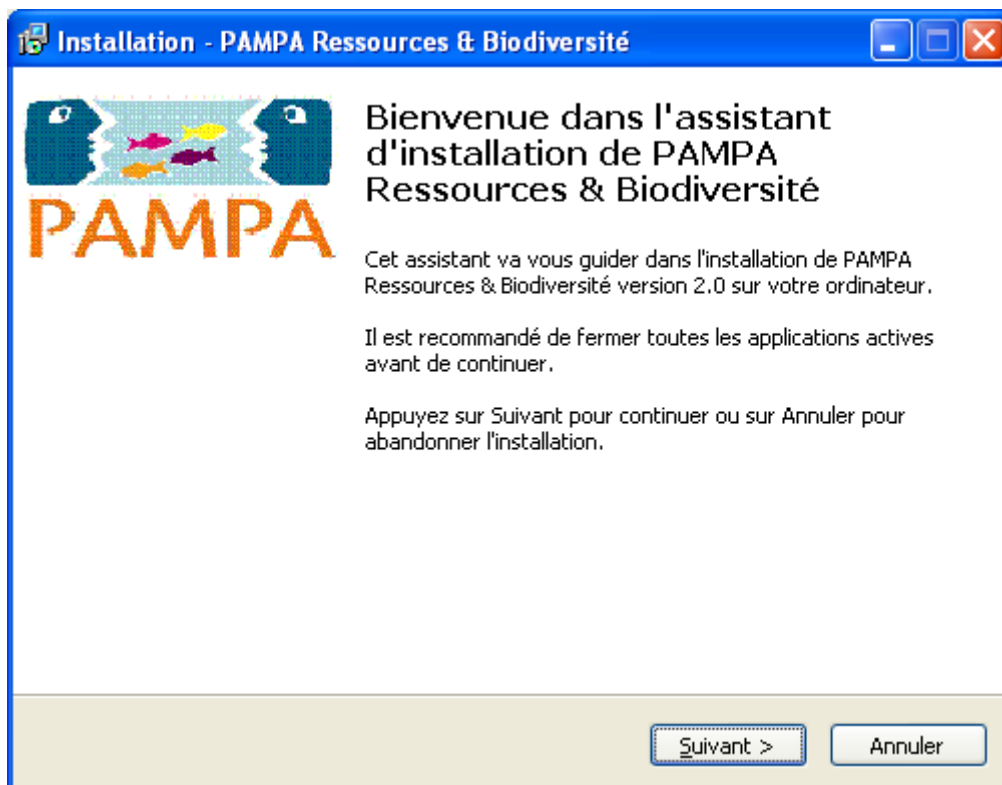 Installation - PAMPA Ressources & Biodiversité
PAMPA
Bienvenue dans l'assistant
d'installation de PAMPA
Ressources & Biodiversité
Cet assistant va vous guider dans l'installation de PAMPA
Ressources & Biodiversité version 2.0 sur votre ordinateur.
Il est recommandé de fermer toutes les applications actives
avant de continuer.
Appuyez sur Suivant pour continuer ou sur Annuler pour
abandonner l'installation.
Suivant >
Annuler